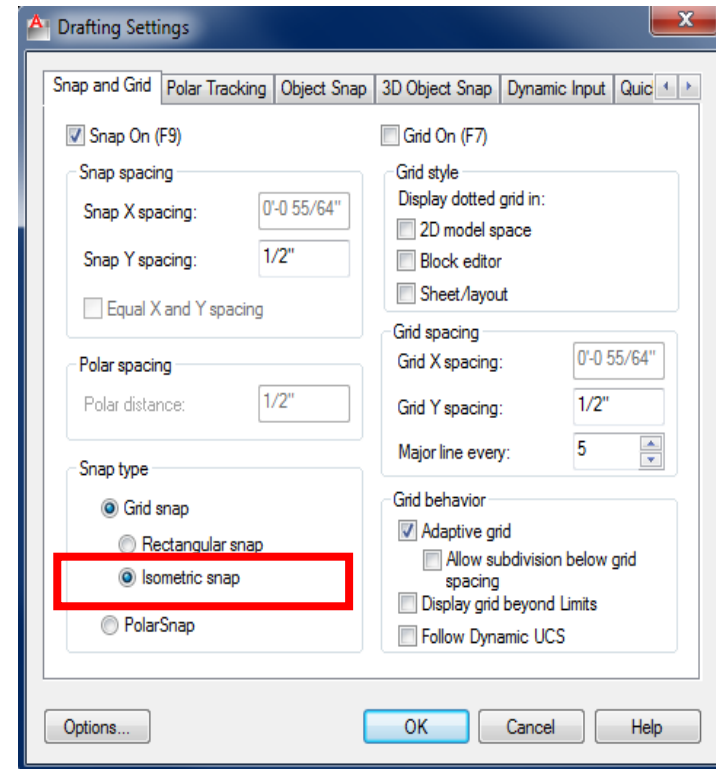 Drafting Settings
Snap and Grid Polar Tracking Object Snap 3D Object Snap Dynamic Input Quic
Snap On (F9)
Snap spacing
Snap X spacing: 0'-0 55/64"
Snap Y spacing: 1/2"
Equal X and Y spacing
Polar spacing
Polar distance: 1/2"
Snap type
Grid snap
Rectangular snap
Isometric snap
PolarSnap
Grid On (F7)
Grid style
Display dotted grid in:
2D model space
Block editor
Sheet/layout
Grid spacing
Grid X spacing: 0'-0 55/64"
Grid Y spacing: 1/2"
Major line every: 5
Grid behavior
Adaptive grid
Allow subdivision below grid
spacing
Display grid beyond Limits
Follow Dynamic UCS
Options... OK Cancel Help